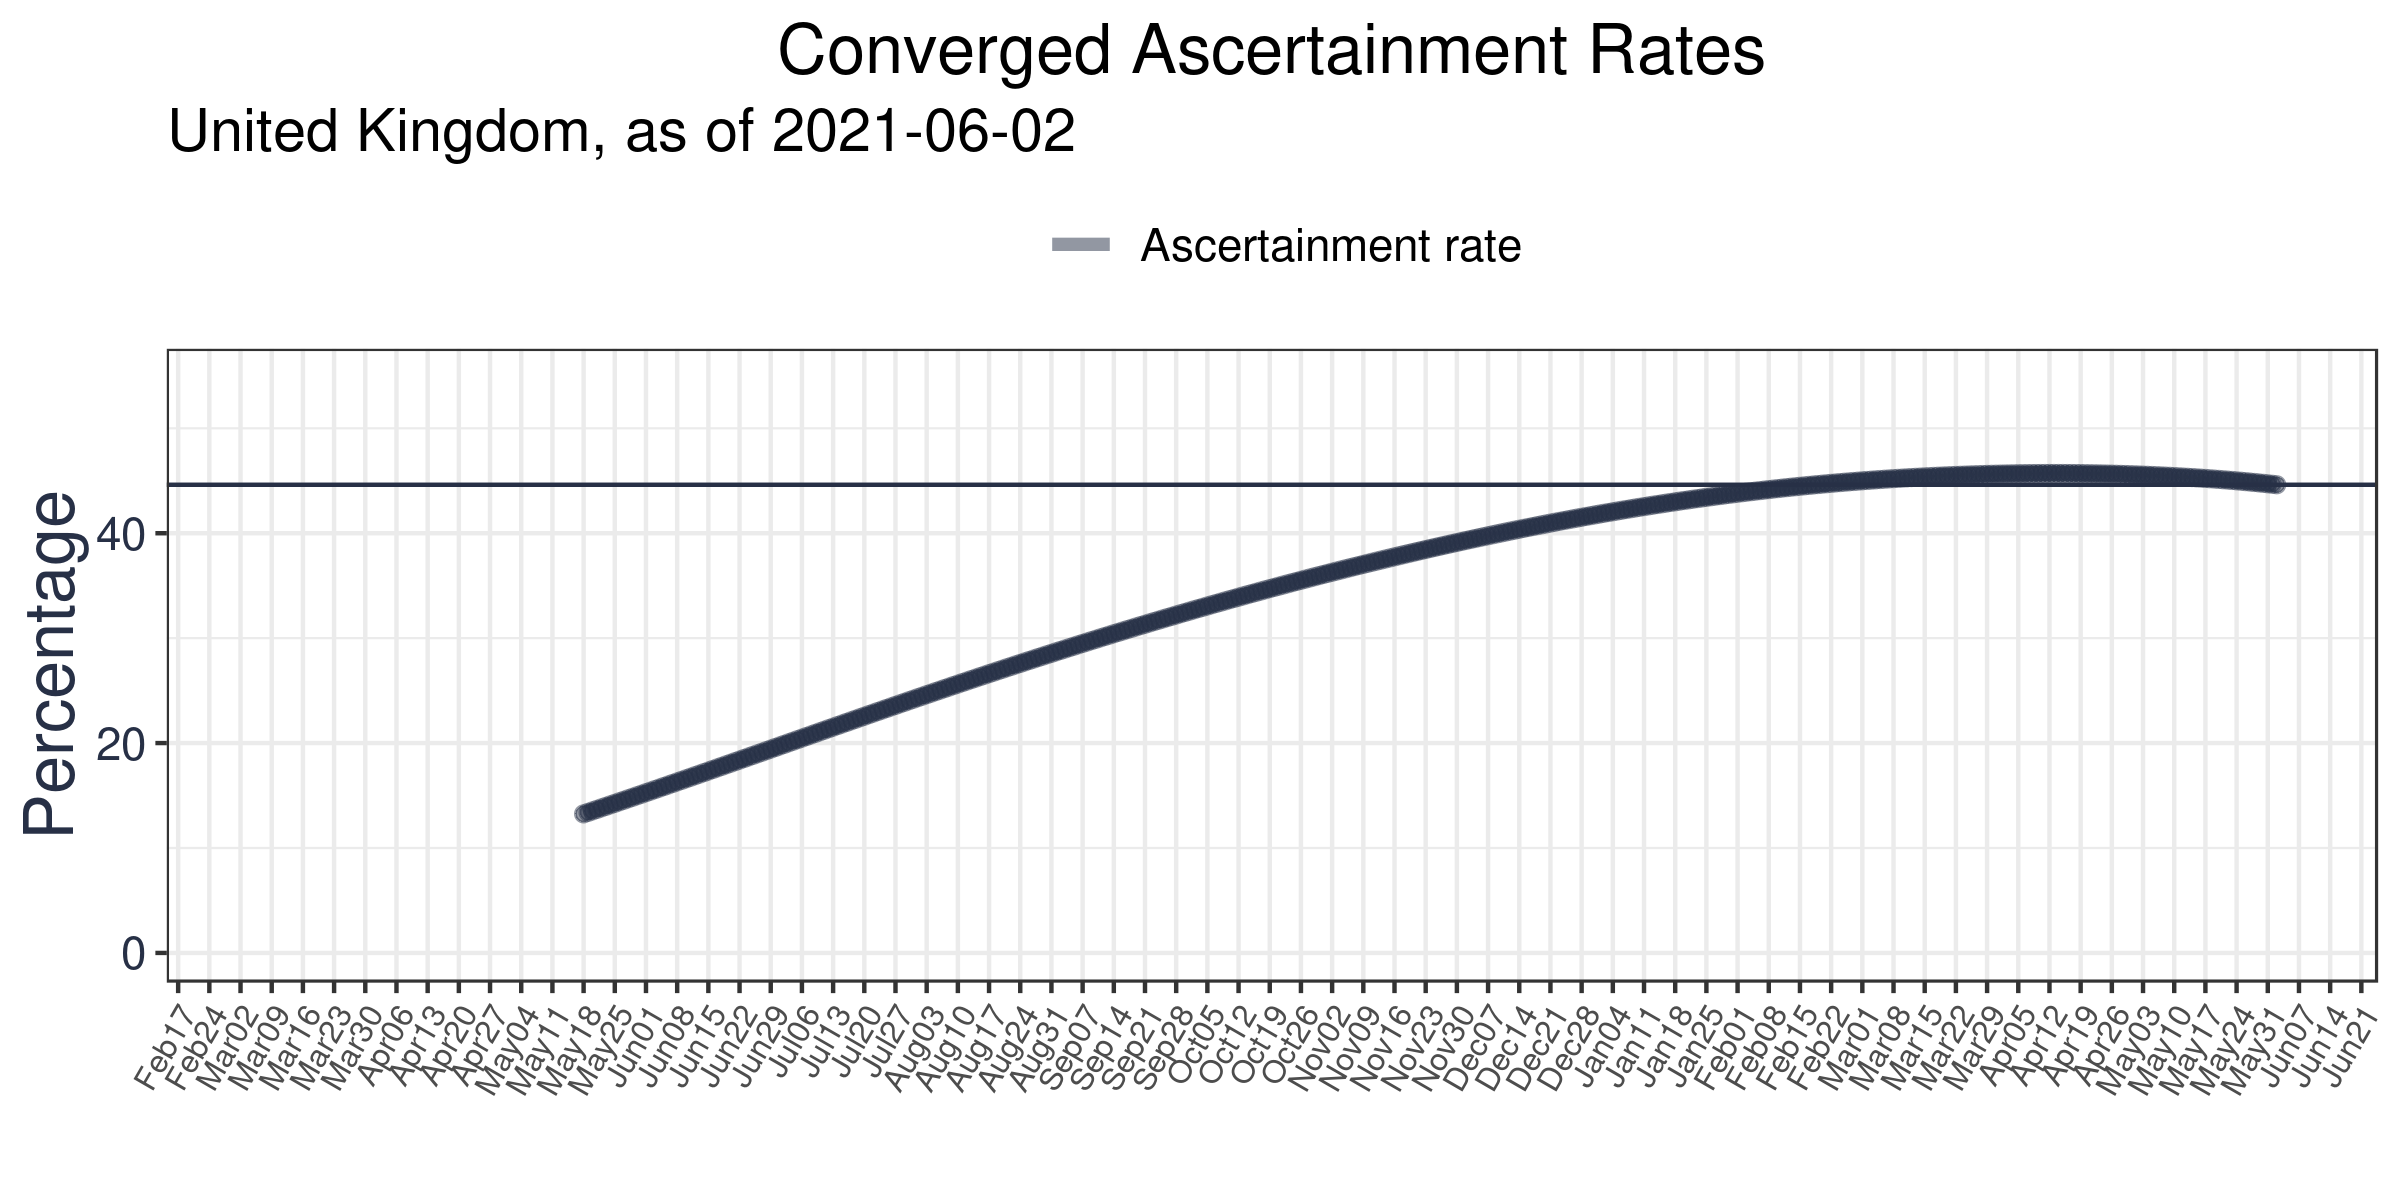 Converged Ascertainment Rates
United Kingdom, as of 2021-06-02
Ascertainment rate
Percentage
40
20
0
Feb17 Feb24 Mar02 Mar09 Mar16 Mar23 Mar30 Apr06 Apr13 Apr20 Apr27 May04 May11 May18 May25 Jun01 Jun08 Jun15 Jun22 Jun29 Jul06 Jul13 Jul20 Jul27 Aug03 Aug10 Aug17 Aug24 Aug31 Sep07 Sep14 Sep21 Sep28 Oct05 Oct12 Oct19 Oct26 Nov02 Nov09 Nov16 Nov23 Nov30 Dec07 Dec14 Dec21 Dec28 Jan04 Jan11 Jan18 Jan25 Feb01 Feb08 Feb15 Feb22 Mar01 Mar08 Mar15 Mar22 Mar29 Apr05 Apr12 Apr19 Apr26 May03 May10 May17 May24 May31 Jun07 Jun14 Jun21